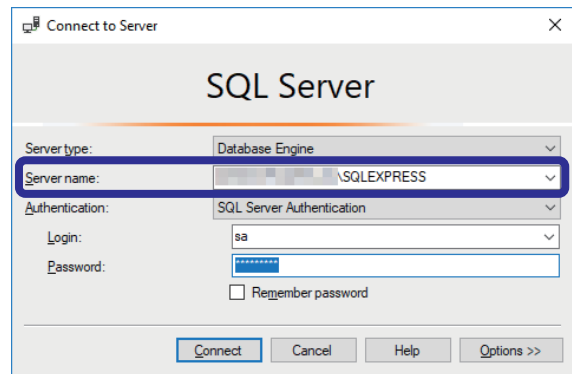 Connect to Server
SQL Server
Server type: Database Engine
Server name: \SQLEXPRESS
Authentication: SQL Server Authentication
Login: sa
Password: *********
Remember password
Connect Cancel Help Options >>